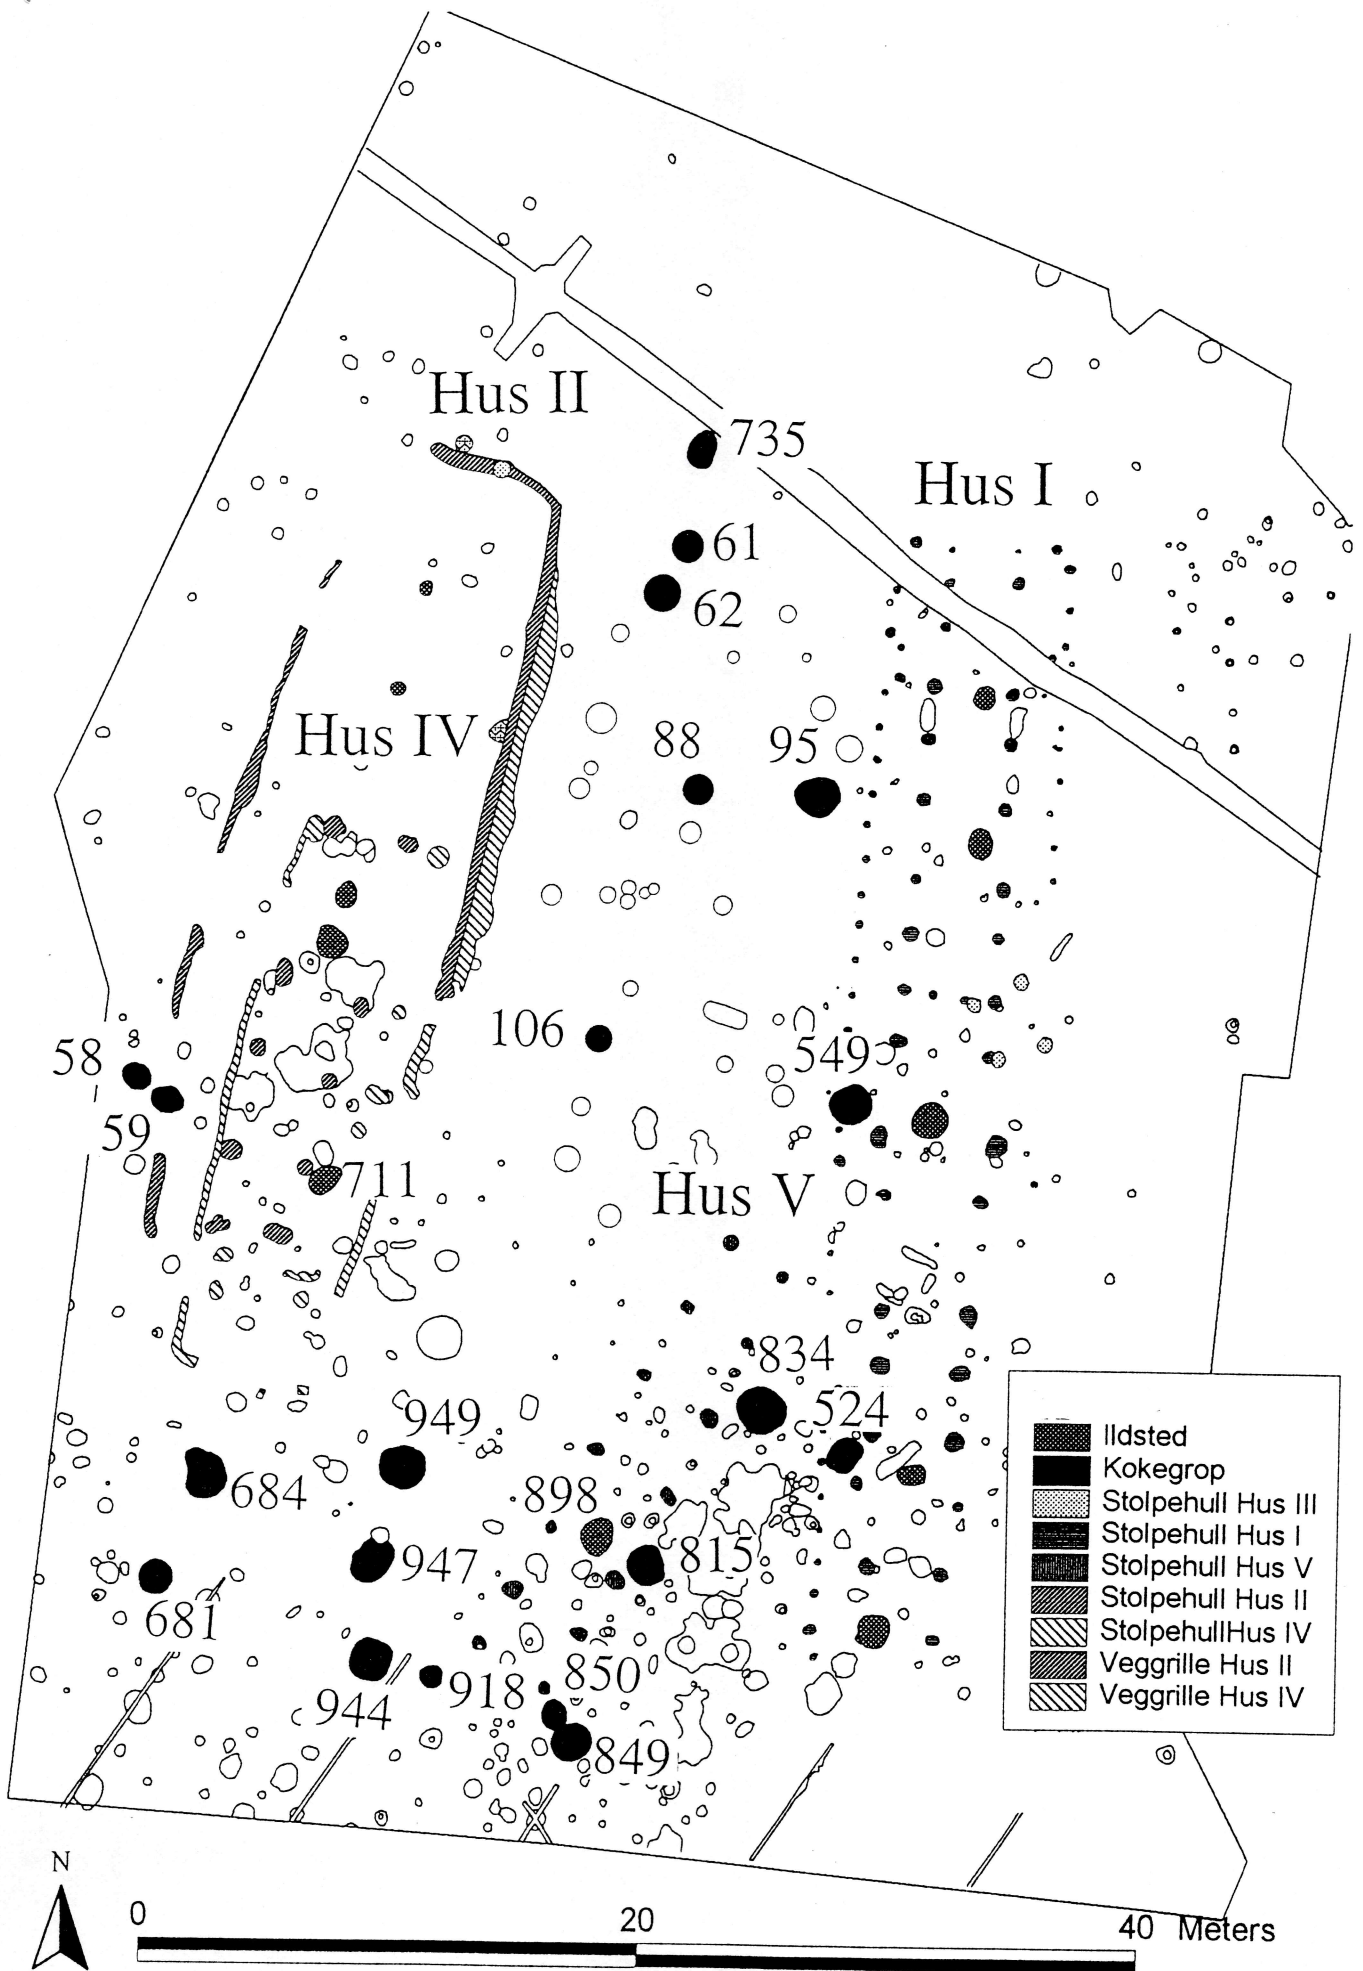 Hus II
735
Hus I
61
62
Hus IV
88
95
106
549
58
59
711
Hus V
834
949
524
684
898
947
815
681
850
918
944
849
Ildsted
Kokegrop
Stolpehull Hus III
Stolpehull Hus I
Stolpehull Hus V
Stolpehull Hus II
StolpehullHus IV
Veggrille Hus II
Veggrille Hus IV
N
0
20
40 Meters